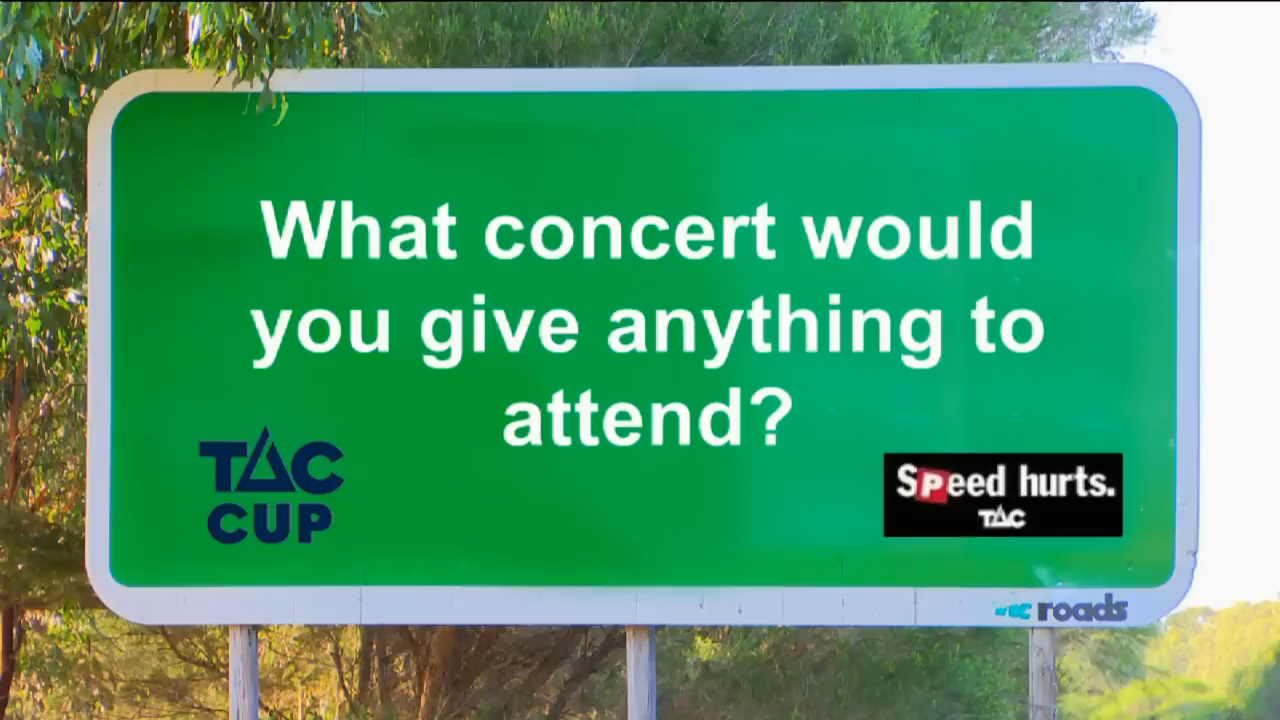 What concert would
you give anything to
attend?
TAC
CUP
Speed hurts.
TAC
roads